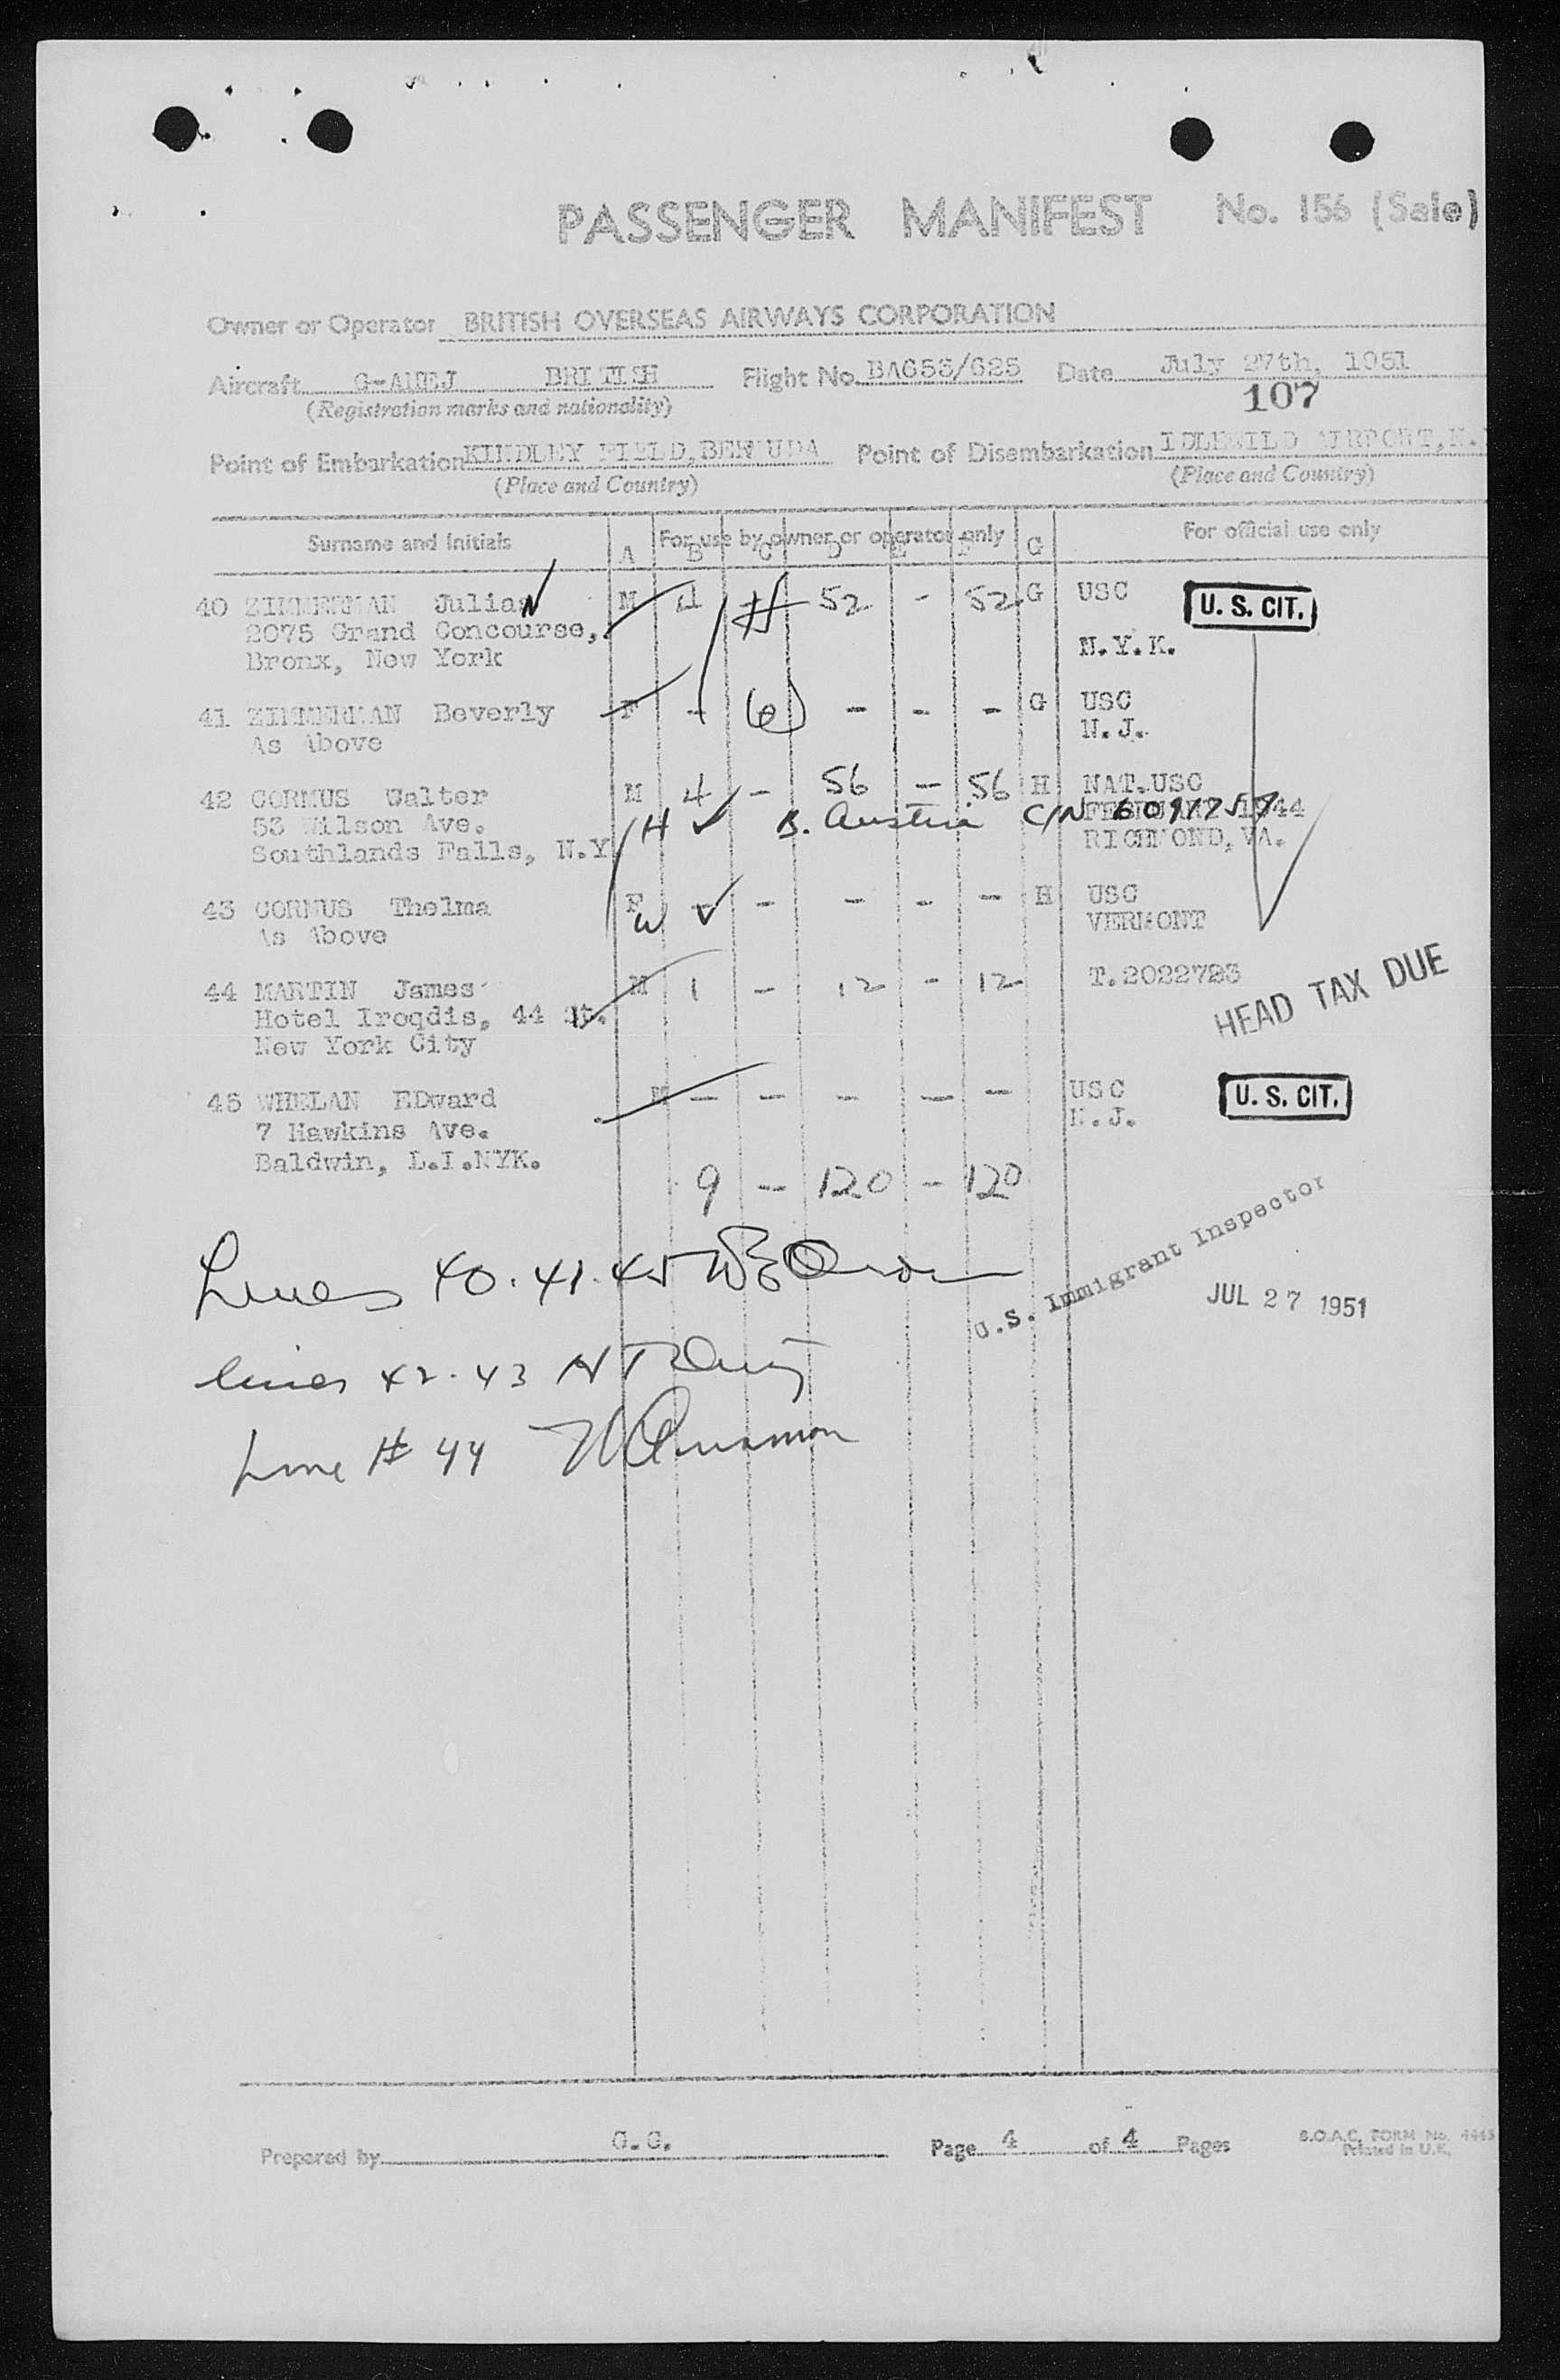 PASSENGER MANIFEST No. 156 (Sale)
Owner or Operator BRITISH OVERSEAS AIRWAYS CORPORATION
Aircraft BRITISH Flight No. Date July 27th, 1951
(Registration marks and nationality) 107
Point of Embarkation KINDLEY FIELD, BERMUDA Point of Disembarkation IDLEWILD AIRPORT, N.
(Place and Country) (Place and Country)
Surname and Initials For use by owner or operator only For official use only
A B C D E F G
40 ZIMMERMAN Julian M 52 - 52 G USC U. S. CIT.
2075 Grand Concourse,
Bronx, New York N.Y.K.
41 ZIMMERMAN Beverly F - - - - G USC
As Above N.J.
42 CORMUS Walter M 4 - 56 - 56 H NAT.USC
53 Wilson Ave. H B. Austin C/N 1944
Southlands Falls, N.Y RICHMOND, VA.
43 CORMUS Thelma F - - - - - H USC
As Above W VERMONT
44 MARTIN James M 1 - 12 - 12 T.2022793
Hotel Iroqdis, 44 St. HEAD TAX DUE
New York City
45 WHELAN EDward M - - - - - USC U. S. CIT.
7 Hawkins Ave. N.J.
Baldwin, L.I.NYK.
9 - 120 - 120
Lines 40. 41. 45
U.S. Immigrant Inspector
JUL 27 1951
lines 42. 43
Line # 44
Prepared by G.G. Page 4 of 4 Pages B.O.A.C. FORM No. 4445
Printed in U.K.